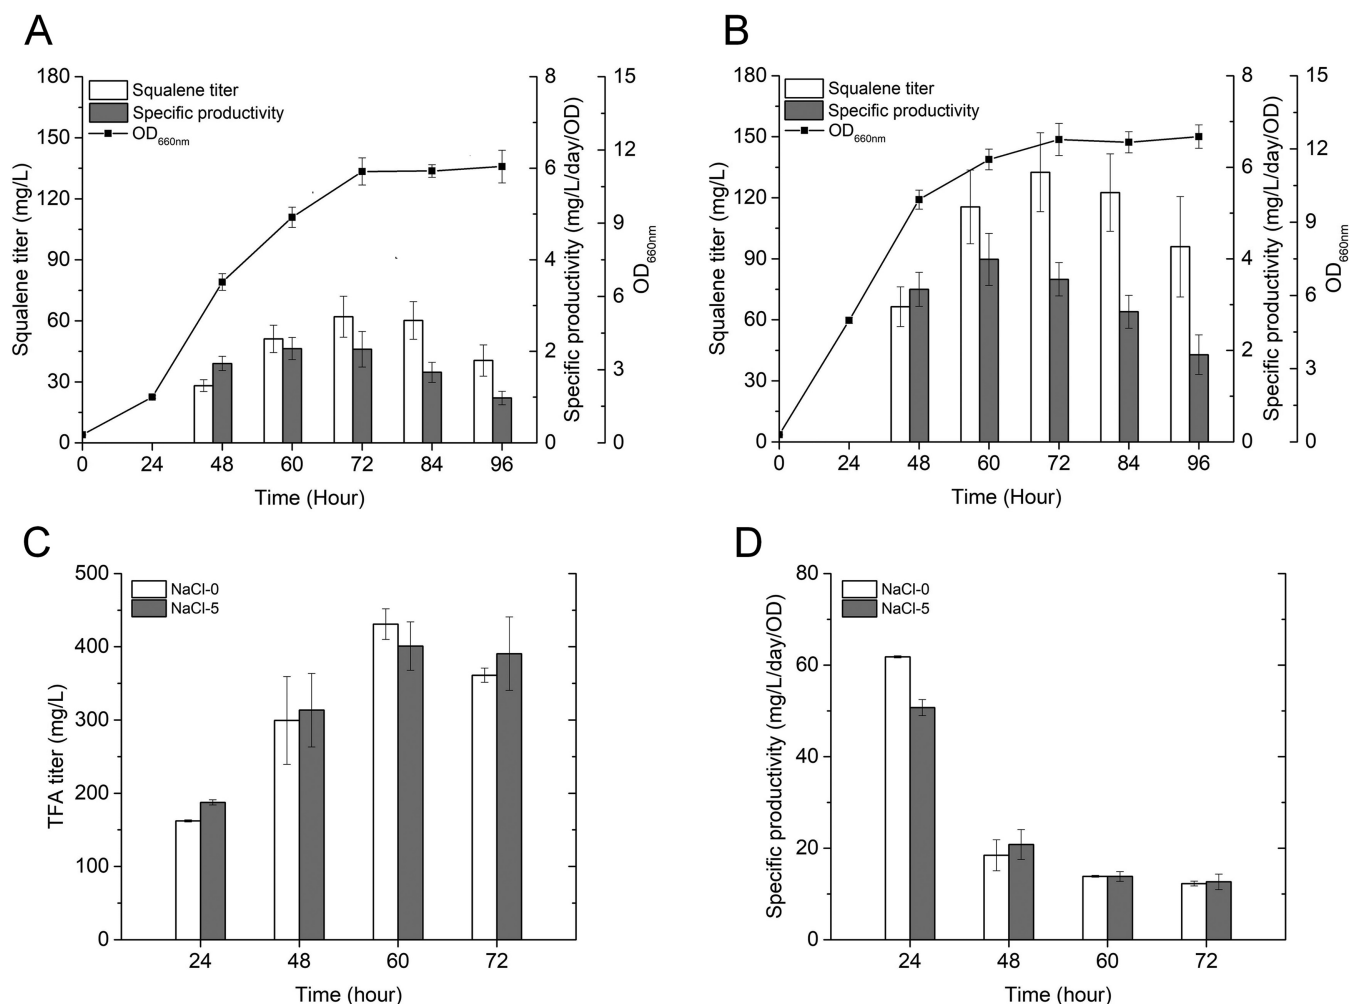 A
Squalene titer
Specific productivity
OD660nm
180
150
120
90
60
30
0
Squalene titer (mg/L)
0 24 48 60 72 84 96
Time (Hour)
8
6
4
2
0
Specific productivity (mg/L/day/OD)
15
12
9
6
3
0
OD660nm
B
Squalene titer
Specific productivity
OD660nm
180
150
120
90
60
30
0
Squalene titer (mg/L)
0 24 48 60 72 84 96
Time (Hour)
8
6
4
2
0
Specific productivity (mg/L/day/OD)
15
12
9
6
3
0
OD660nm
C
NaCl-0
NaCl-5
500
400
300
200
100
0
TFA titer (mg/L)
24 48 60 72
Time (hour)
D
NaCl-0
NaCl-5
80
60
40
20
0
Specific productivity (mg/L/day/OD)
24 48 60 72
Time (hour)